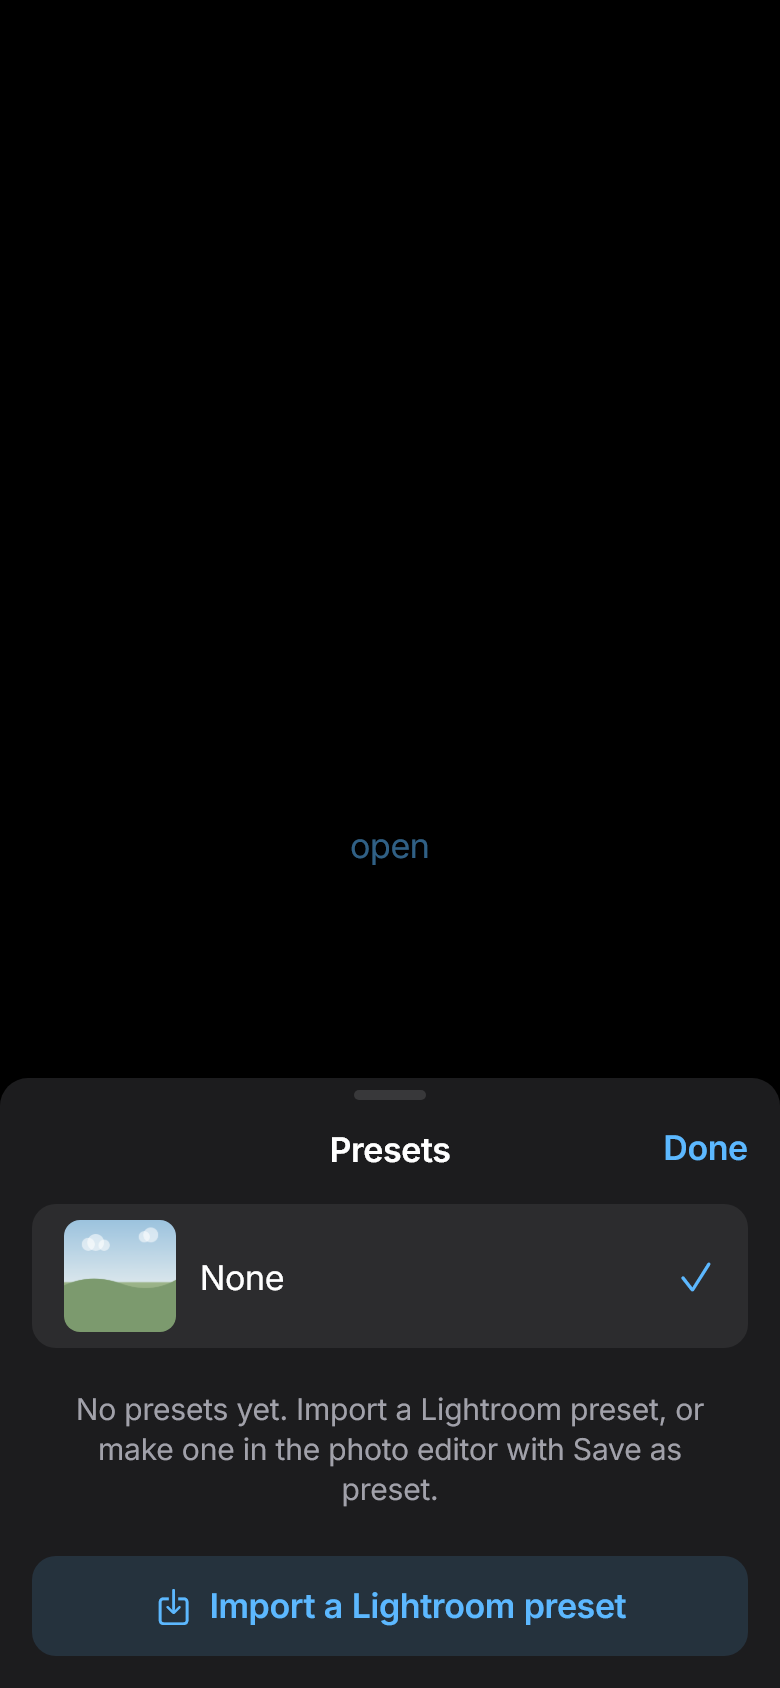 open
Presets
Done
None
No presets yet. Import a Lightroom preset, or
make one in the photo editor with Save as
preset.
Import a Lightroom preset